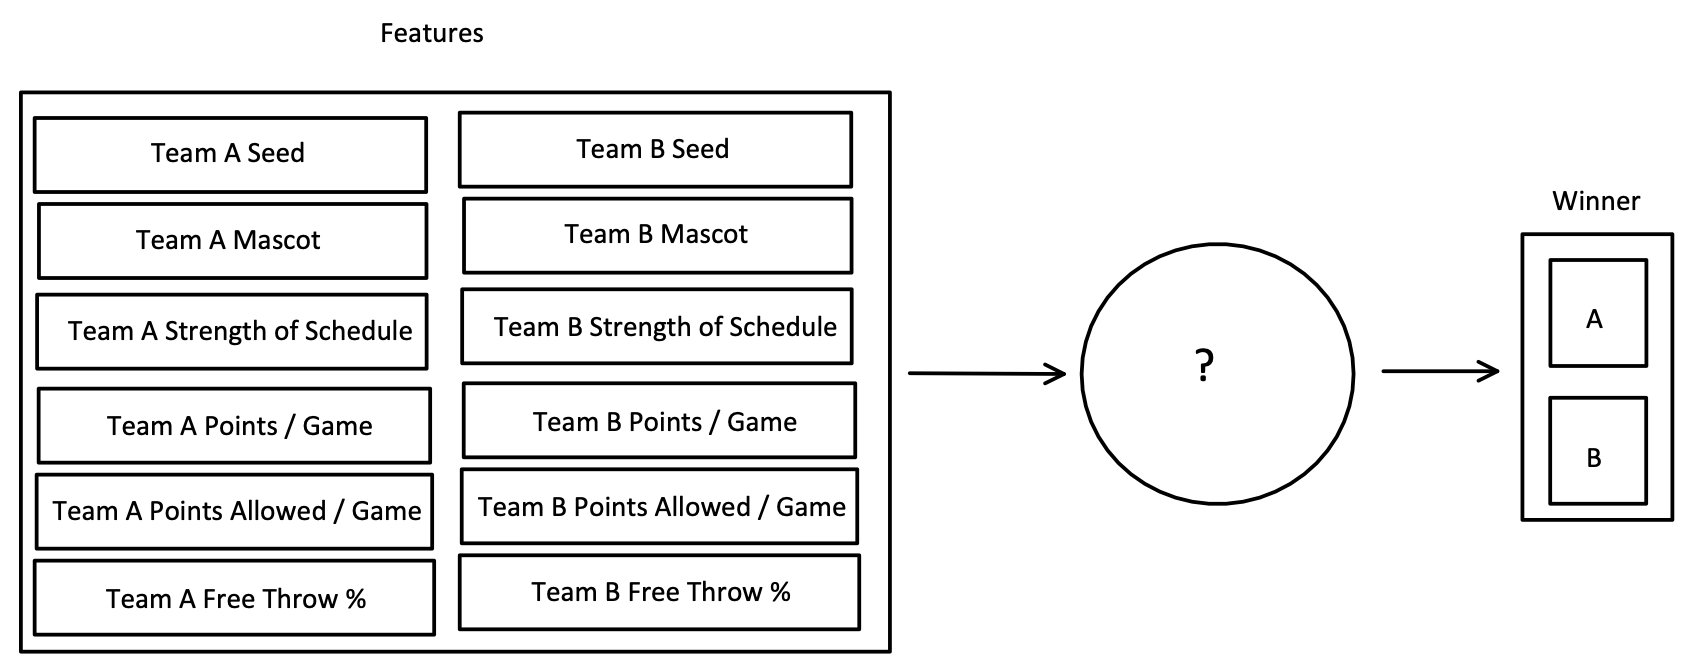 Features
Team A Seed
Team B Seed
Team A Mascot
Team B Mascot
Team A Strength of Schedule
Team B Strength of Schedule
Team A Points / Game
Team B Points / Game
Team A Points Allowed / Game
Team B Points Allowed / Game
Team A Free Throw %
Team B Free Throw %
?
Winner
A
B